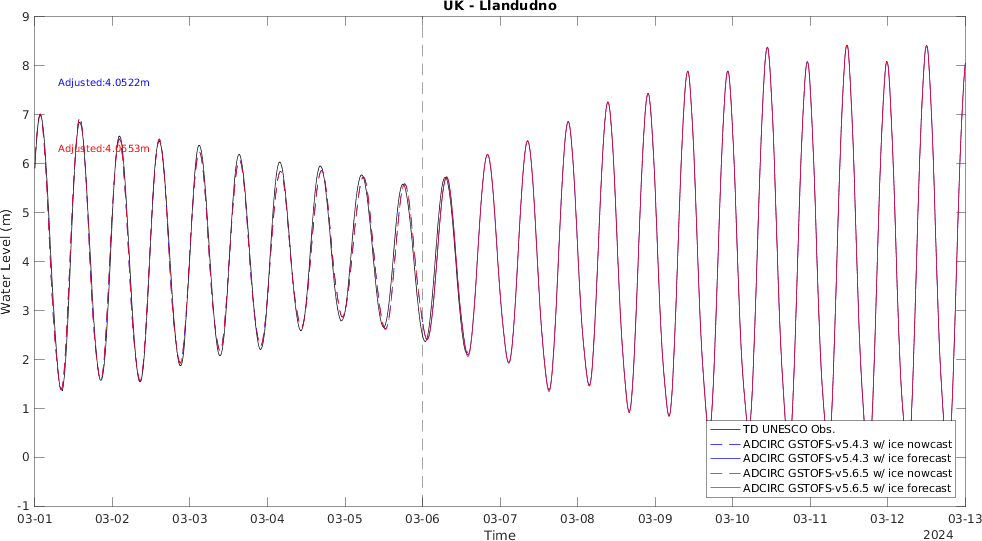 UK - Llandudno
9
8
7
6
5
4
3
2
1
0
-1
Water Level (m)
Adjusted:4.0522m
Adjusted:4.0553m
TD UNESCO Obs.
ADCIRC GSTOFS-v5.4.3 w/ ice nowcast
ADCIRC GSTOFS-v5.4.3 w/ ice forecast
ADCIRC GSTOFS-v5.6.5 w/ ice nowcast
ADCIRC GSTOFS-v5.6.5 w/ ice forecast
03-01 03-02 03-03 03-04 03-05 03-06 03-07 03-08 03-09 03-10 03-11 03-12 03-13
Time
2024